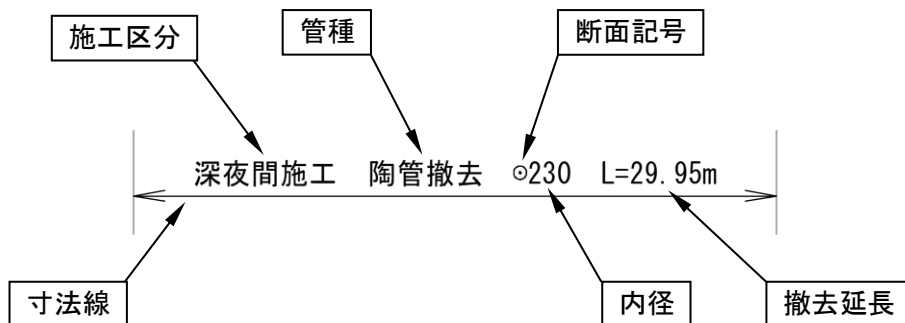 施工区分 管種 断面記号
深夜間施工 陶管撤去 ⊙230 L=29.95m
寸法線 内径 撤去延長